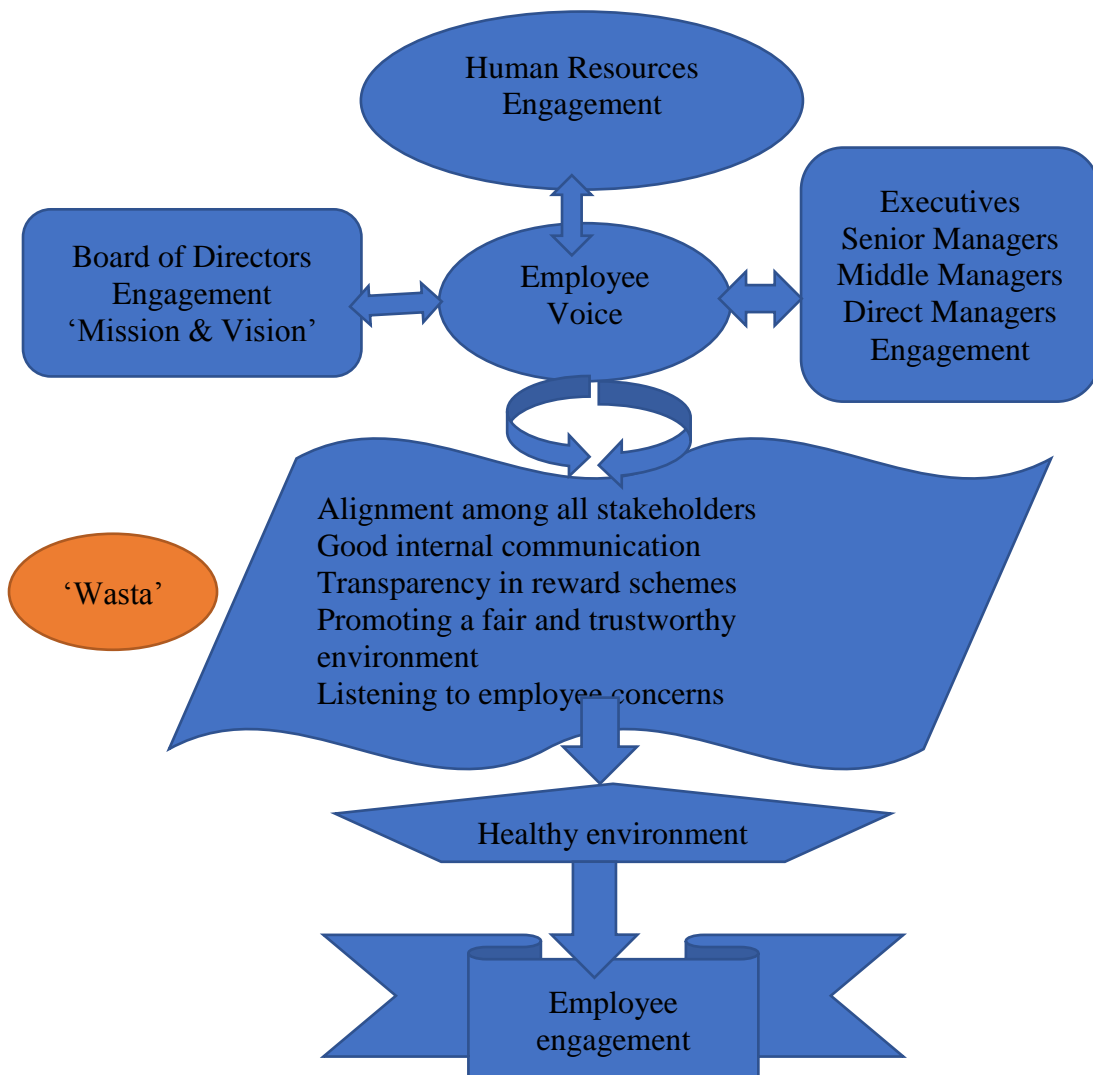 Human Resources
Engagement
Executives
Senior Managers
Middle Managers
Direct Managers
Engagement
Board of Directors
Engagement
‘Mission & Vision’
Employee
Voice
Alignment among all stakeholders
Good internal communication
Transparency in reward schemes
Promoting a fair and trustworthy
environment
Listening to employee concerns
‘Wasta’
Healthy environment
Employee
engagement